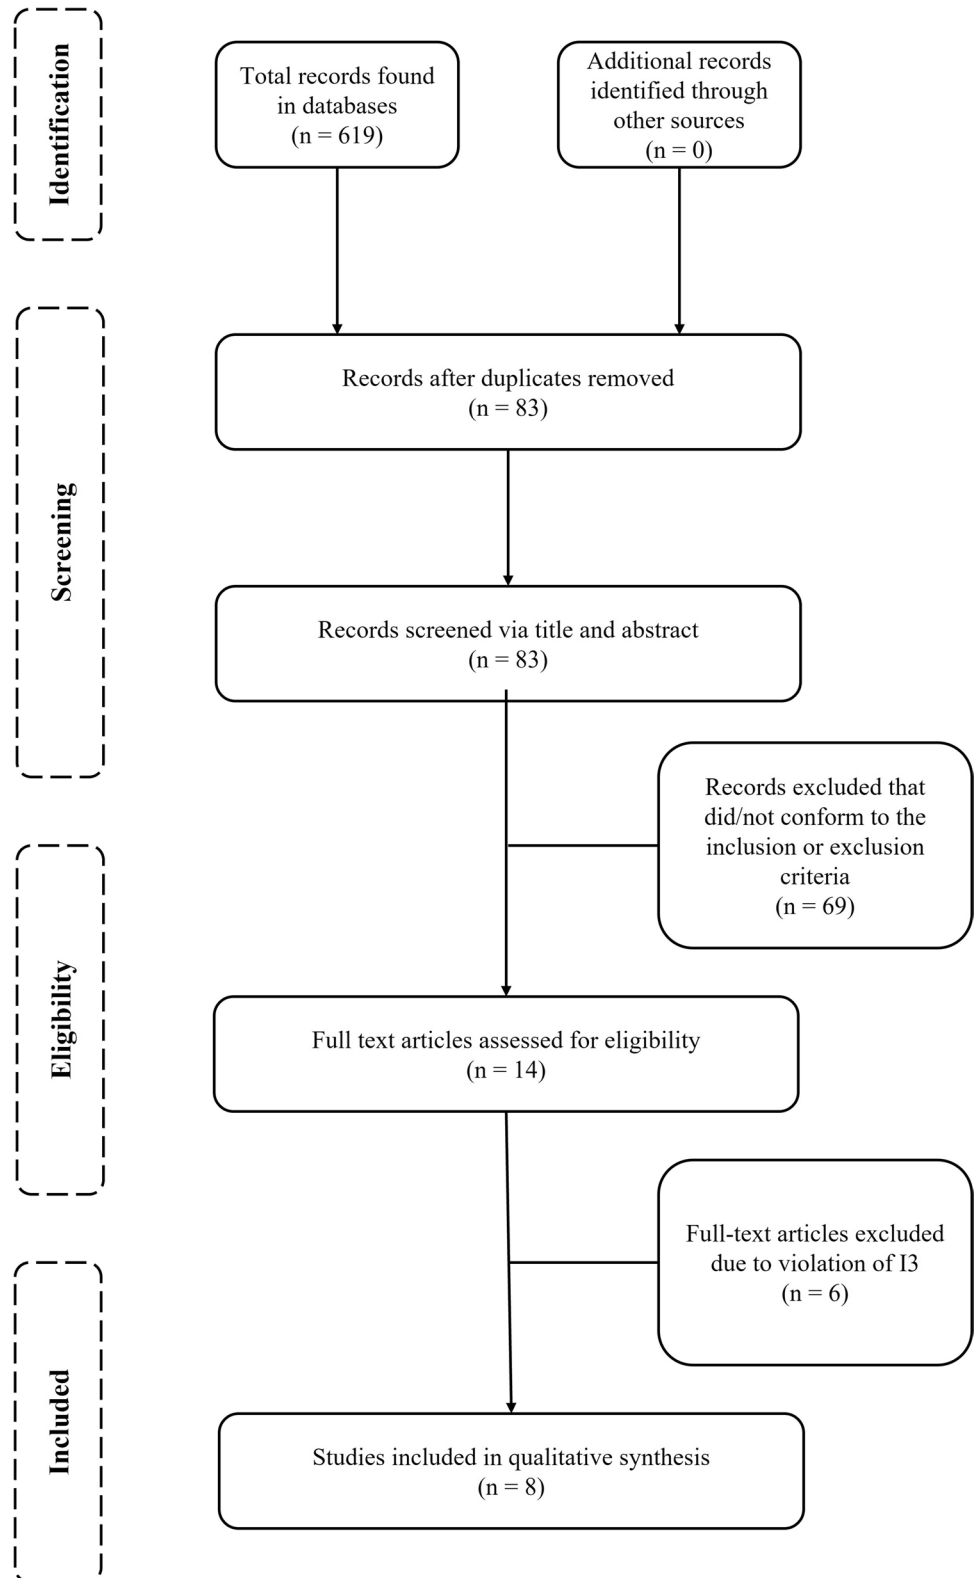 Identification
Total records found
in databases
(n = 619)
Additional records
identified through
other sources
(n = 0)
Screening
Records after duplicates removed
(n = 83)
Records screened via title and abstract
(n = 83)
Records excluded that
did/not conform to the
inclusion or exclusion
criteria
(n = 69)
Eligibility
Full text articles assessed for eligibility
(n = 14)
Full-text articles excluded
due to violation of I3
(n = 6)
Included
Studies included in qualitative synthesis
(n = 8)